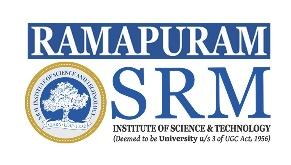 RAMAPURAM
SRM
INSTITUTE OF SCIENCE & TECHNOLOGY
(Deemed to be University u/s 3 of UGC Act, 1956)